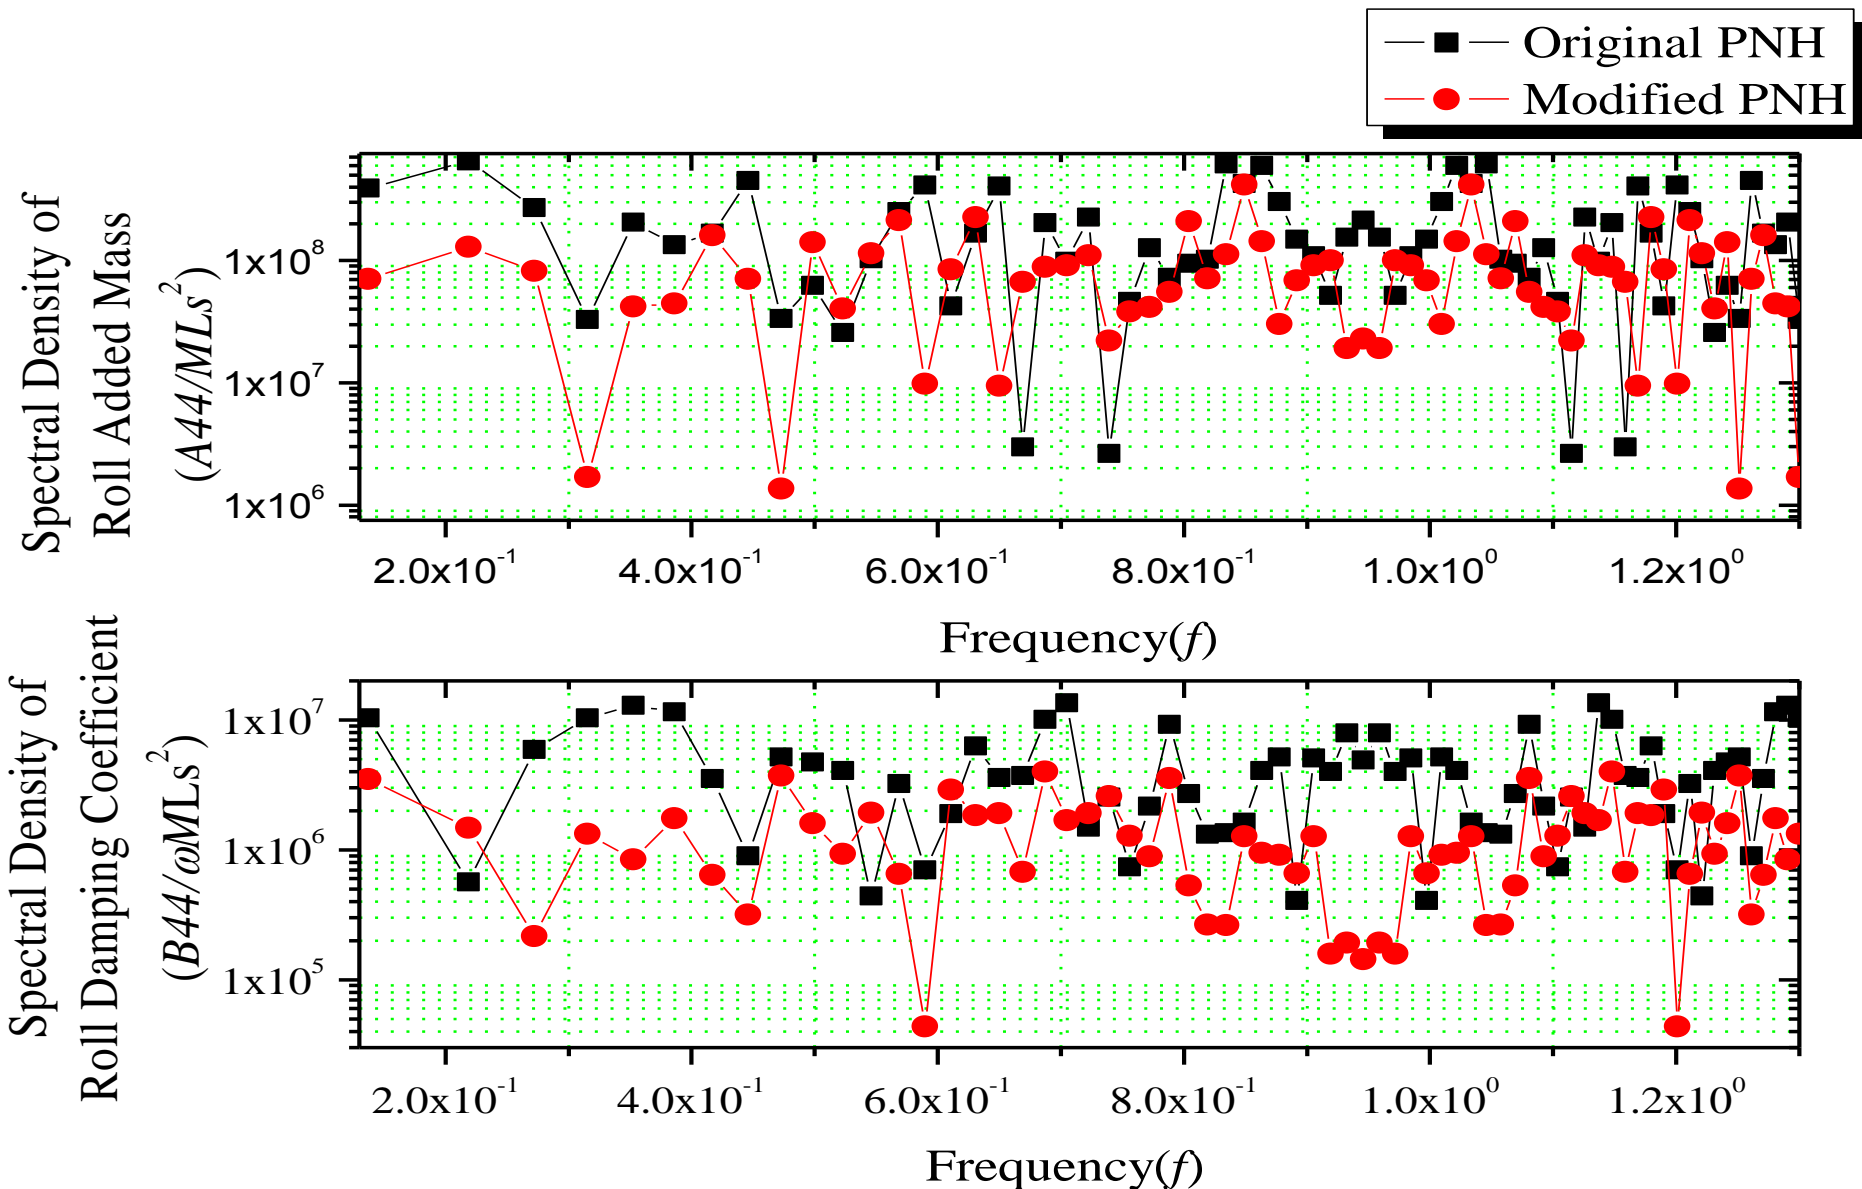 Original PNH
Modified PNH
Spectral Density of
Roll Added Mass
(A44/MLs²)
1x10⁸
1x10⁷
1x10⁶
2.0x10⁻¹ 4.0x10⁻¹ 6.0x10⁻¹ 8.0x10⁻¹ 1.0x10⁰ 1.2x10⁰
Frequency(f)
Spectral Density of
Roll Damping Coefficient
(B44/ωMLs²)
1x10⁷
1x10⁶
1x10⁵
2.0x10⁻¹ 4.0x10⁻¹ 6.0x10⁻¹ 8.0x10⁻¹ 1.0x10⁰ 1.2x10⁰
Frequency(f)